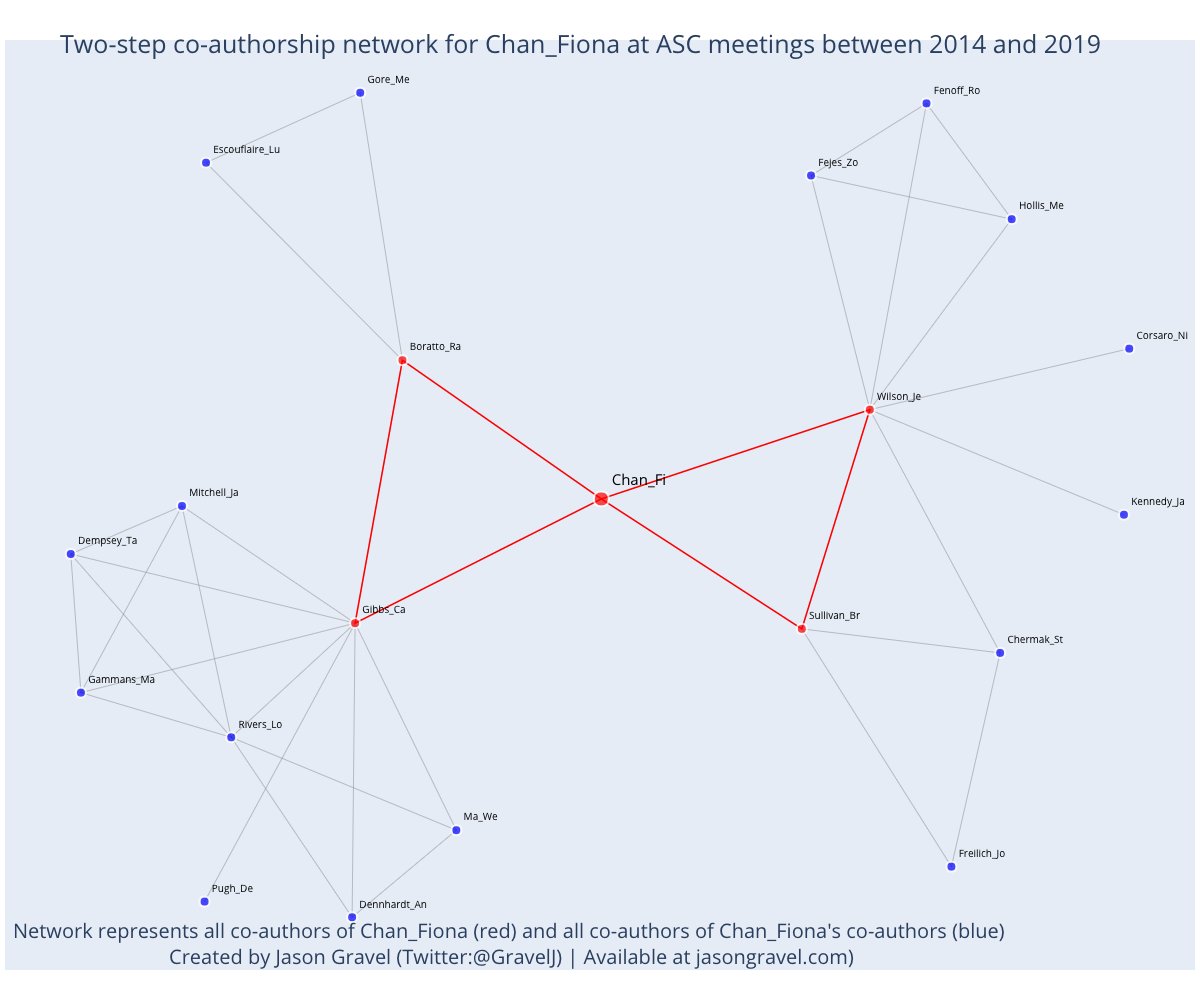 Two-step co-authorship network for Chan_Fiona at ASC meetings between 2014 and 2019
Gore_Me
Fenoff_Ro
Escouflaire_Lu
Fejes_Zo
Hollis_Me
Corsaro_Ni
Boratto_Ra
Wilson_Je
Chan_Fi
Mitchell_Ja
Kennedy_Ja
Dempsey_Ta
Gibbs_Ca
Sullivan_Br
Chermak_St
Gammans_Ma
Rivers_Lo
Ma_We
Freilich_Jo
Pugh_De
Dennhardt_An
Network represents all co-authors of Chan_Fiona (red) and all co-authors of Chan_Fiona's co-authors (blue)
Created by Jason Gravel (Twitter:@GravelJ) | Available at jasongravel.com)